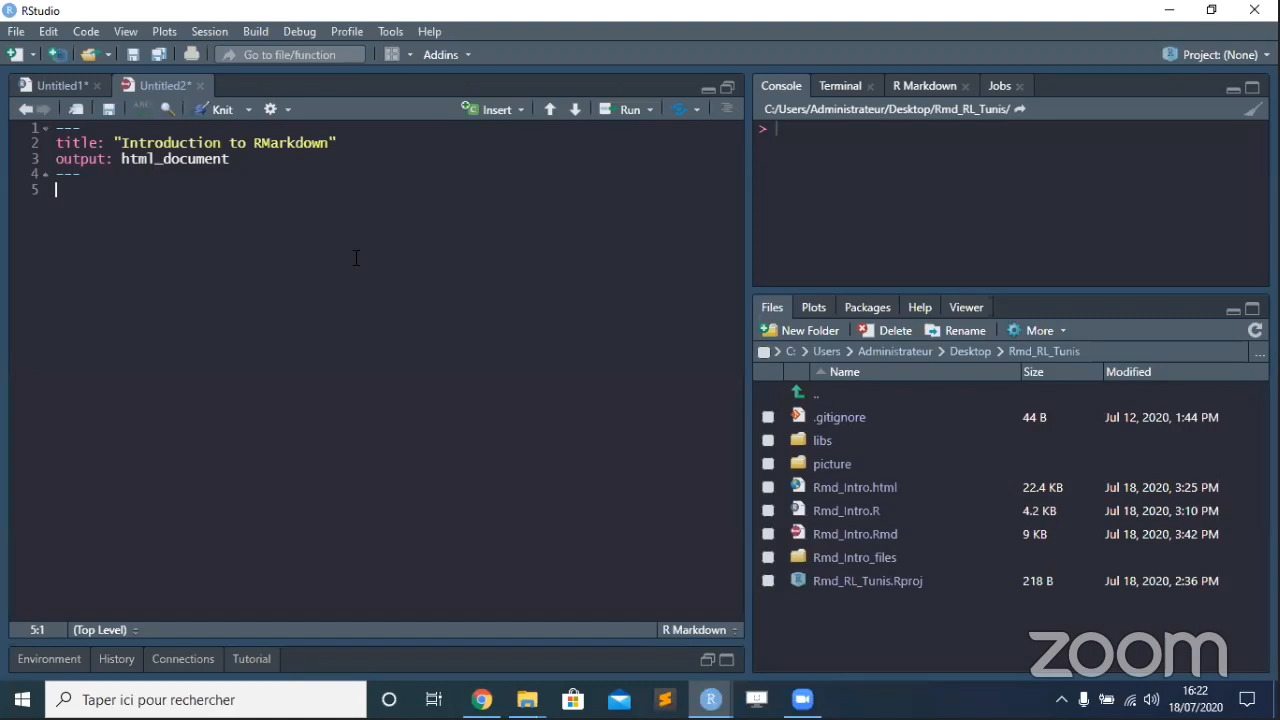 RStudio
File Edit Code View Plots Session Build Debug Profile Tools Help
Go to file/function Addins Project: (None)
Untitled1* Untitled2*
ABC Knit Insert Run
1 ---
2 title: "Introduction to RMarkdown"
3 output: html_document
4 ---
5
5:1 (Top Level) R Markdown
Environment History Connections Tutorial
Console Terminal R Markdown Jobs
C:/Users/Administrateur/Desktop/Rmd_RL_Tunis/
>
Files Plots Packages Help Viewer
New Folder Delete Rename More
C: Users Administrateur Desktop Rmd_RL_Tunis ...
Name Size Modified
..
.gitignore 44 B Jul 12, 2020, 1:44 PM
libs
picture
Rmd_Intro.html 22.4 KB Jul 18, 2020, 3:25 PM
Rmd_Intro.R 4.2 KB Jul 18, 2020, 3:10 PM
Rmd_Intro.Rmd 9 KB Jul 18, 2020, 3:42 PM
Rmd_Intro_files
Rmd_RL_Tunis.Rproj 218 B Jul 18, 2020, 2:36 PM
zoom
Taper ici pour rechercher
16:22
18/07/2020